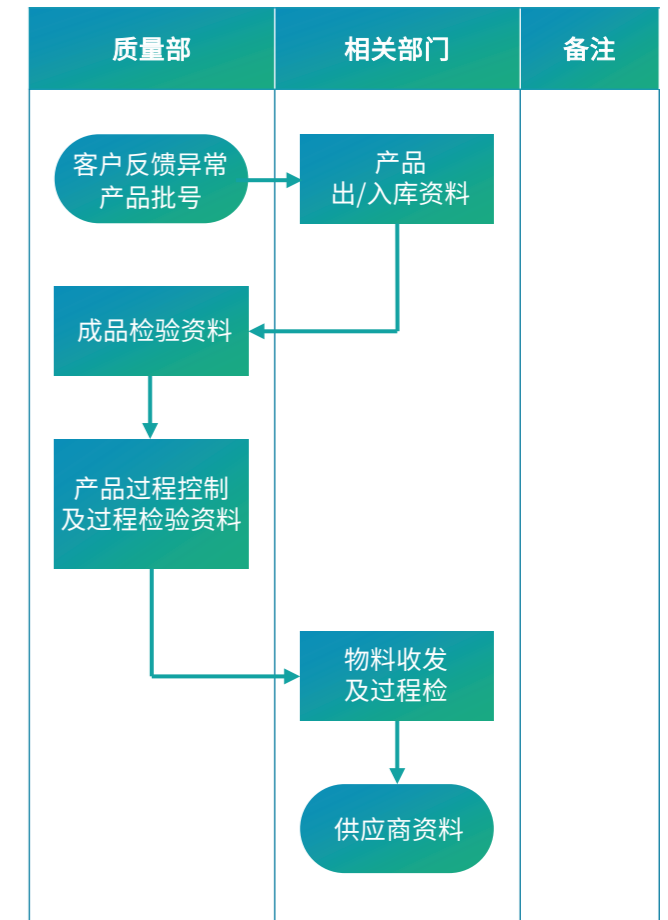 质量部
相关部门
备注
客户反馈异常
产品批号
产品
出/入库资料
成品检验资料
产品过程控制
及过程检验资料
物料收发
及过程检
供应商资料